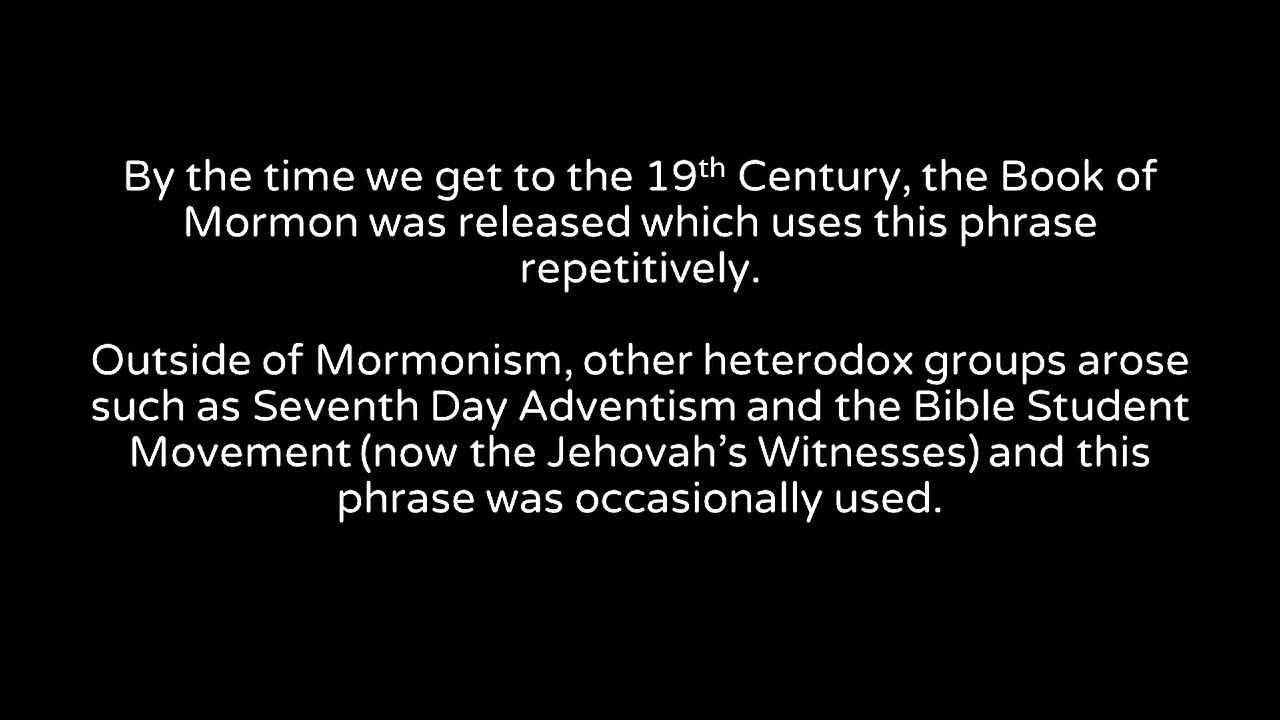 By the time we get to the 19th Century, the Book of
Mormon was released which uses this phrase
repetitively.
Outside of Mormonism, other heterodox groups arose
such as Seventh Day Adventism and the Bible Student
Movement (now the Jehovah’s Witnesses) and this
phrase was occasionally used.